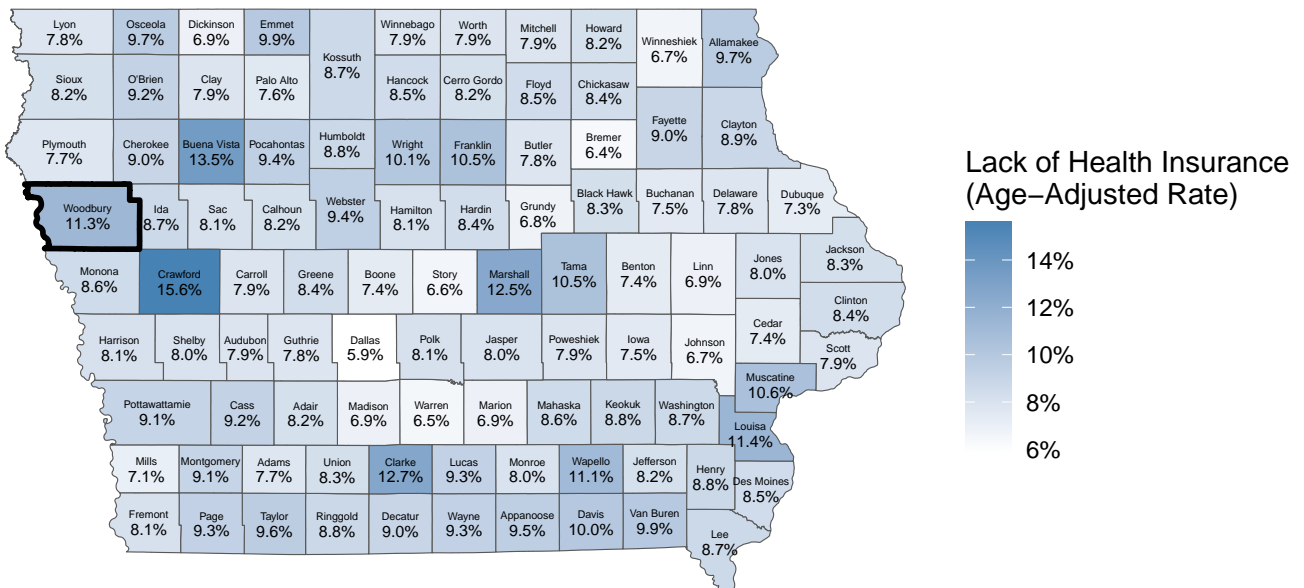 Lyon
7.8%
Osceola
9.7%
Dickinson
6.9%
Emmet
9.9%
Kossuth
8.7%
Winnebago
7.9%
Worth
7.9%
Mitchell
7.9%
Howard
8.2%
Winneshiek
6.7%
Allamakee
9.7%
Sioux
8.2%
O'Brien
9.2%
Clay
7.9%
Palo Alto
7.6%
Hancock
8.5%
Cerro Gordo
8.2%
Floyd
8.5%
Chickasaw
8.4%
Fayette
9.0%
Clayton
8.9%
Plymouth
7.7%
Cherokee
9.0%
Buena Vista
13.5%
Pocahontas
9.4%
Humboldt
8.8%
Wright
10.1%
Franklin
10.5%
Butler
7.8%
Bremer
6.4%
Woodbury
11.3%
Ida
8.7%
Sac
8.1%
Calhoun
8.2%
Webster
9.4%
Hamilton
8.1%
Hardin
8.4%
Grundy
6.8%
Black Hawk
8.3%
Buchanan
7.5%
Delaware
7.8%
Dubuque
7.3%
Monona
8.6%
Crawford
15.6%
Carroll
7.9%
Greene
8.4%
Boone
7.4%
Story
6.6%
Marshall
12.5%
Tama
10.5%
Benton
7.4%
Linn
6.9%
Jones
8.0%
Jackson
8.3%
Clinton
8.4%
Harrison
8.1%
Shelby
8.0%
Audubon
7.9%
Guthrie
7.8%
Dallas
5.9%
Polk
8.1%
Jasper
8.0%
Poweshiek
7.9%
Iowa
7.5%
Johnson
6.7%
Cedar
7.4%
Scott
7.9%
Muscatine
10.6%
Pottawattamie
9.1%
Cass
9.2%
Adair
8.2%
Madison
6.9%
Warren
6.5%
Marion
6.9%
Mahaska
8.6%
Keokuk
8.8%
Washington
8.7%
Louisa
11.4%
Mills
7.1%
Montgomery
9.1%
Adams
7.7%
Union
8.3%
Clarke
12.7%
Lucas
9.3%
Monroe
8.0%
Wapello
11.1%
Jefferson
8.2%
Henry
8.8%
Des Moines
8.5%
Fremont
8.1%
Page
9.3%
Taylor
9.6%
Ringgold
8.8%
Decatur
9.0%
Wayne
9.3%
Appanoose
9.5%
Davis
10.0%
Van Buren
9.9%
Lee
8.7%
Lack of Health Insurance
(Age−Adjusted Rate)
14%
12%
10%
8%
6%